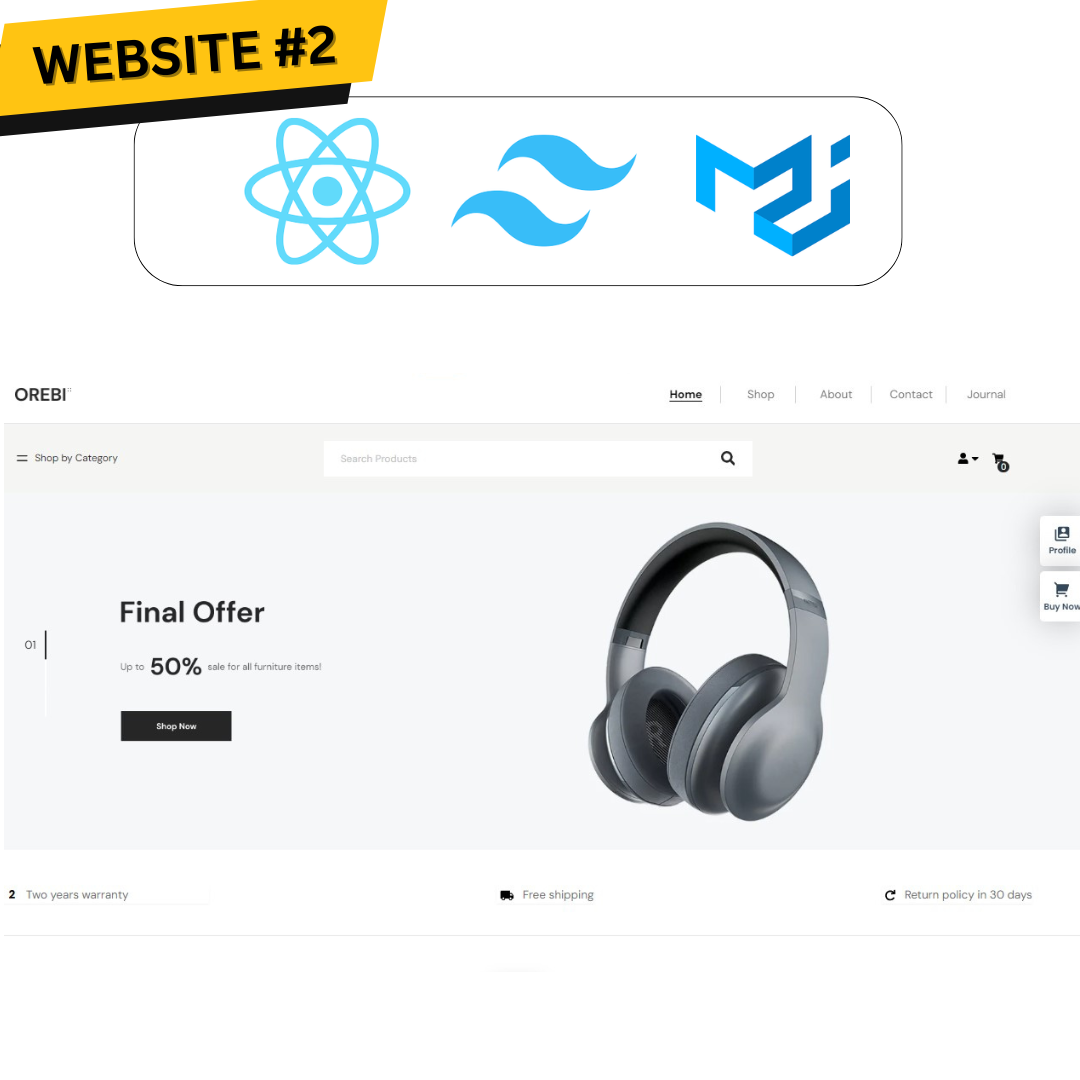 WEBSITE #2
OREBI
Home
Shop
About
Contact
Journal
Shop by Category
Search Products
0
Profile
Buy Now
Final Offer
01
Up to 50% sale for all furniture items!
Shop Now
R
2 Two years warranty
Free shipping
Return policy in 30 days